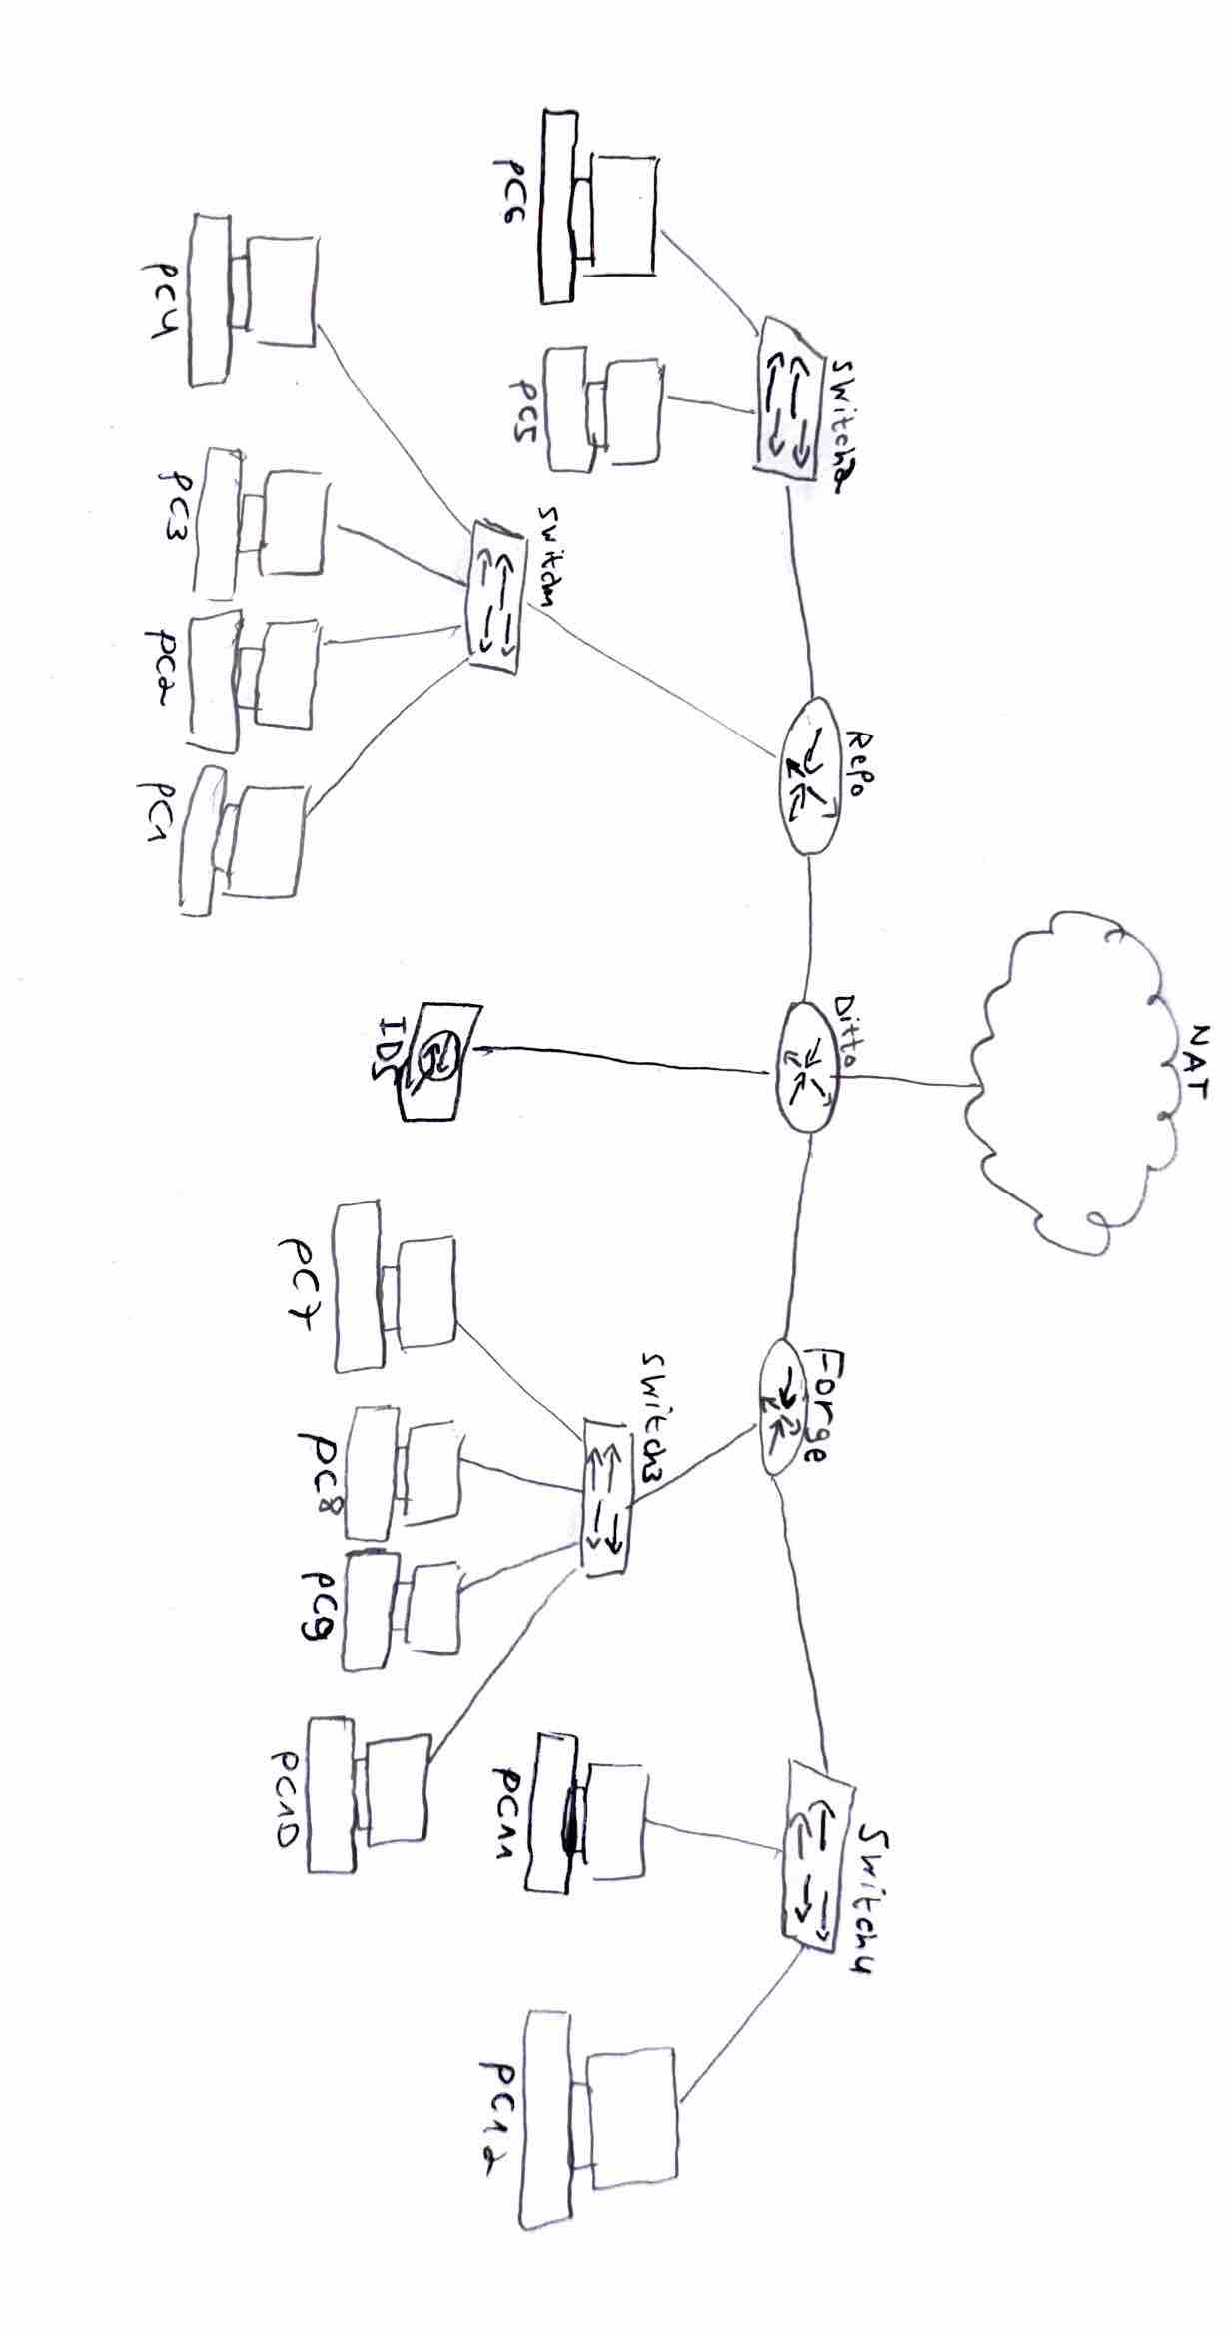 NAT
Switch2
Repo
Ditto
Forge
Switch4
Switch3
Switch1
PC6
PC5
PC11
PC12
IDS
PC7
PC8
PC9
PC10
PC4
PC3
PC2
PC1